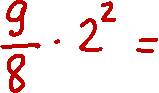 9/8 · 2² =